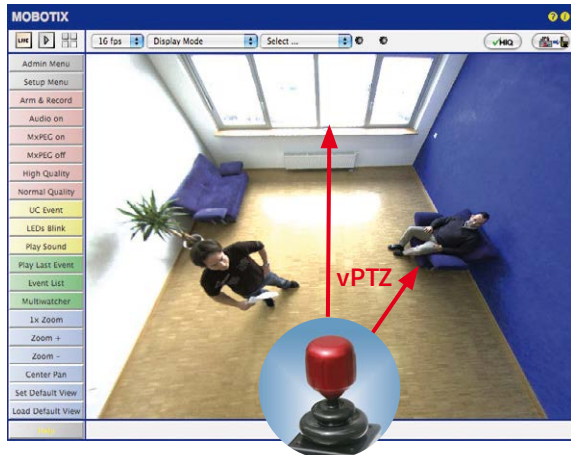 MOBOTIX
? i
LIVE
16 fps
Display Mode
Select ...
HiQ
Admin Menu
Setup Menu
Arm & Record
Audio on
MxPEG on
MxPEG off
High Quality
Normal Quality
UC Event
LEDs Blink
Play Sound
Play Last Event
Event List
Multiwatcher
1x Zoom
Zoom +
Zoom -
Center Pan
Set Default View
Load Default View
vPTZ